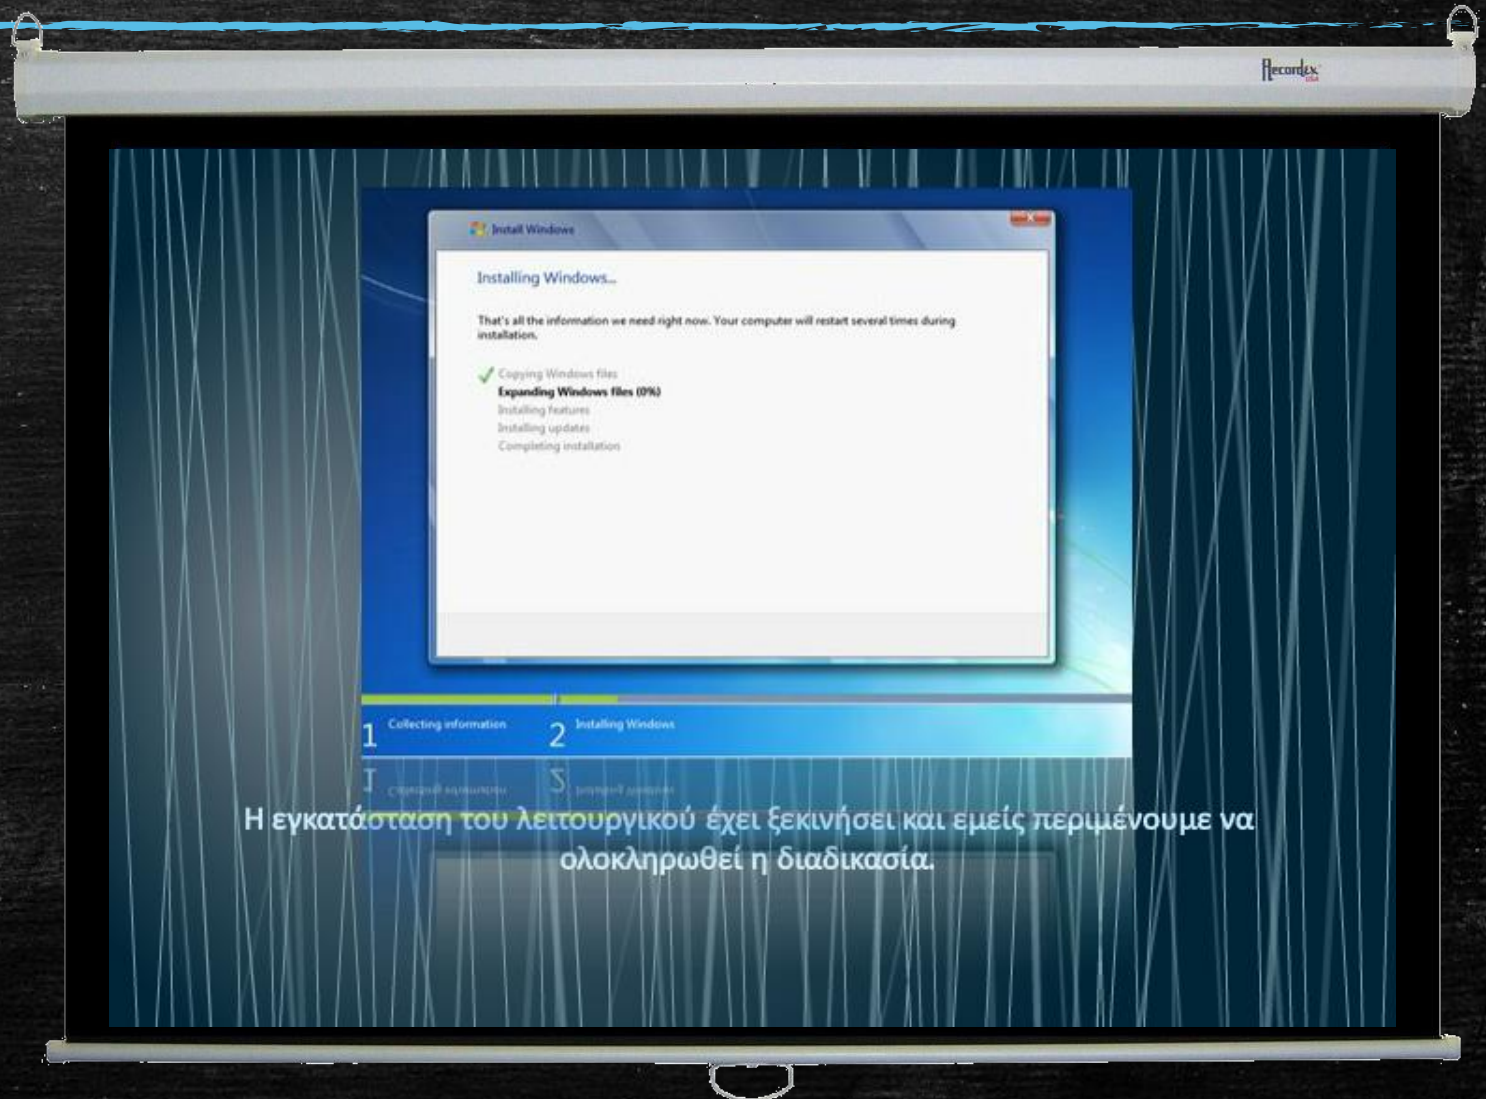 Recordex
USA
Install Windows
Installing Windows...
That's all the information we need right now. Your computer will restart several times during
installation.
Copying Windows files
Expanding Windows files (0%)
Installing features
Installing updates
Completing installation
1 Collecting information 2 Installing Windows
Η εγκατάσταση του λειτουργικού έχει ξεκινήσει και εμείς περιμένουμε να
ολοκληρωθεί η διαδικασία.